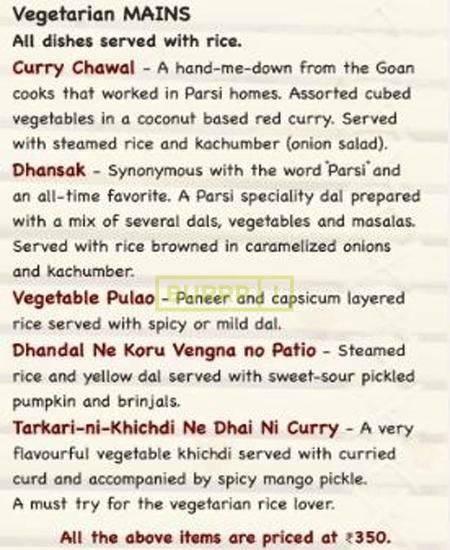 Vegetarian MAINS
All dishes served with rice.
Curry Chawal - A hand-me-down from the Goan
cooks that worked in Parsi homes. Assorted cubed
vegetables in a coconut based red curry. Served
with steamed rice and kachumber (onion salad).
Dhansak - Synonymous with the word "Parsi" and
an all-time favorite. A Parsi speciality dal prepared
with a mix of several dals, vegetables and masalas.
Served with rice browned in caramelized onions
and kachumber.
Vegetable Pulao - Paneer and capsicum layered
rice served with spicy or mild dal.
Dhandal Ne Koru Vengna no Patio - Steamed
rice and yellow dal served with sweet-sour pickled
pumpkin and brinjals.
Tarkari-ni-Khichdi Ne Dhai Ni Curry - A very
flavourful vegetable khichdi served with curried
curd and accompanied by spicy mango pickle.
A must try for the vegetarian rice lover.
All the above items are priced at ₹350.